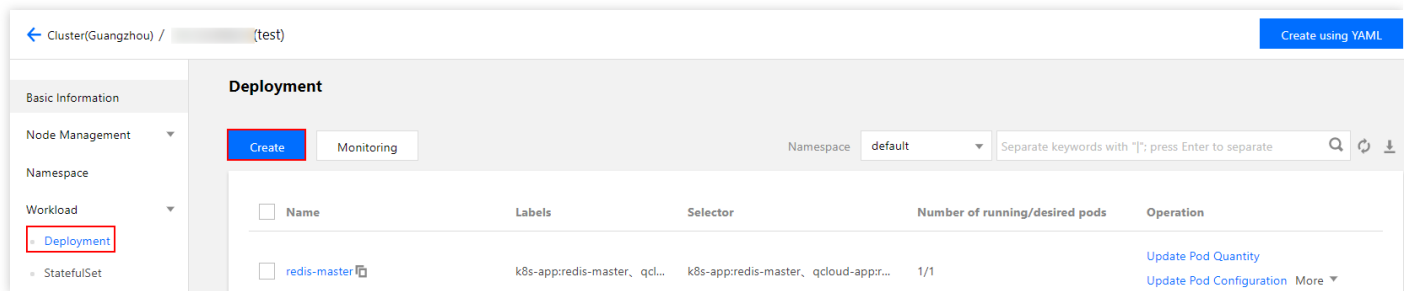 Cluster(Guangzhou) / (test)
Create using YAML
Basic Information
Node Management
Namespace
Workload
Deployment
StatefulSet
Deployment
Create Monitoring
Namespace default Separate keywords with "|"; press Enter to separate
Name Labels Selector Number of running/desired pods Operation
redis-master k8s-app:redis-master、qcl... k8s-app:redis-master、qcloud-app:r... 1/1 Update Pod Quantity
Update Pod Configuration More